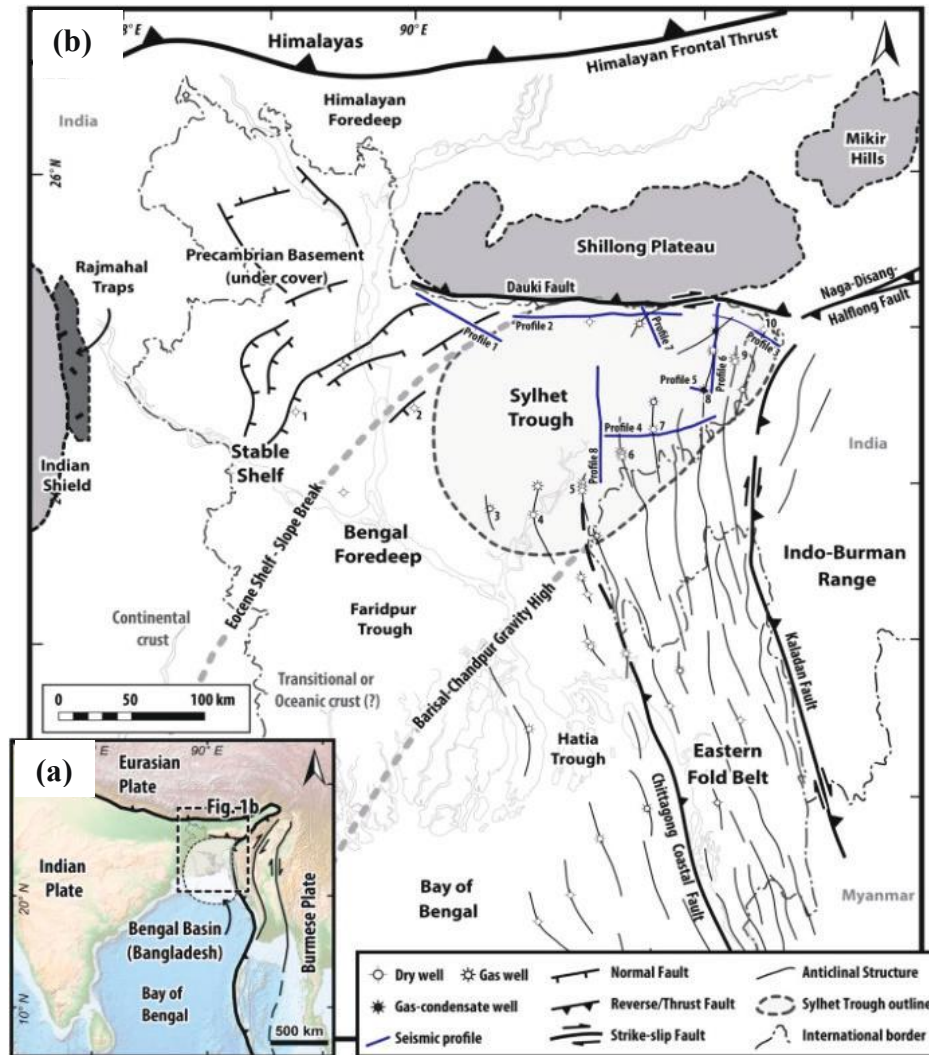 (b)
8° E
90° E
Himalayas
Himalayan Frontal Thrust
Himalayan
Foredeep
India
26° N
Mikir
Hills
Shillong Plateau
Precambrian Basement
(under cover)
Rajmahal
Traps
Dauki Fault
Naga-Disang-
Halflong Fault
Profile 1
Profile 2
Profile 7
10
Profile 3
Profile 6
9
Profile 5
8
Sylhet
Trough
1
2
Profile 4
7
Stable
Shelf
Profile 8
6
India
Indian
Shield
5
3
4
Eocene Shelf - Slope Break
Bengal
Foredeep
Indo-Burman
Range
Faridpur
Trough
Continental
crust
Transitional or
Oceanic crust (?)
Barisal-Chandpur Gravity High
Kaladan Fault
0 50 100 km
Hatia
Trough
Eastern
Fold Belt
Chittagong Coastal Fault
Bay of
Bengal
Myanmar
(a)
90° E
Eurasian
Plate
Fig. 1b
Indian Plate
20° N
Burmese Plate
Bengal Basin
(Bangladesh)
Bay of
Bengal
10° N
500 km
Dry well
Gas well
Normal Fault
Anticlinal Structure
Gas-condensate well
Reverse/Thrust Fault
Sylhet Trough outline
Seismic profile
Strike-slip Fault
International border